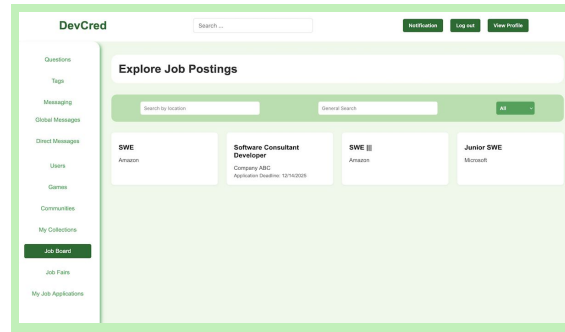 DevCred
Search ...
Notification
Log out
View Profile
Questions
Tags
Messaging
Global Messages
Direct Messages
Users
Games
Communities
My Collections
Job Board
Job Fairs
My Job Applications
Explore Job Postings
Search by location
General Search
All
SWE
Amazon
Software Consultant
Developer
Company ABC
Application Deadline: 12/14/2025
SWE |||
Amazon
Junior SWE
Microsoft